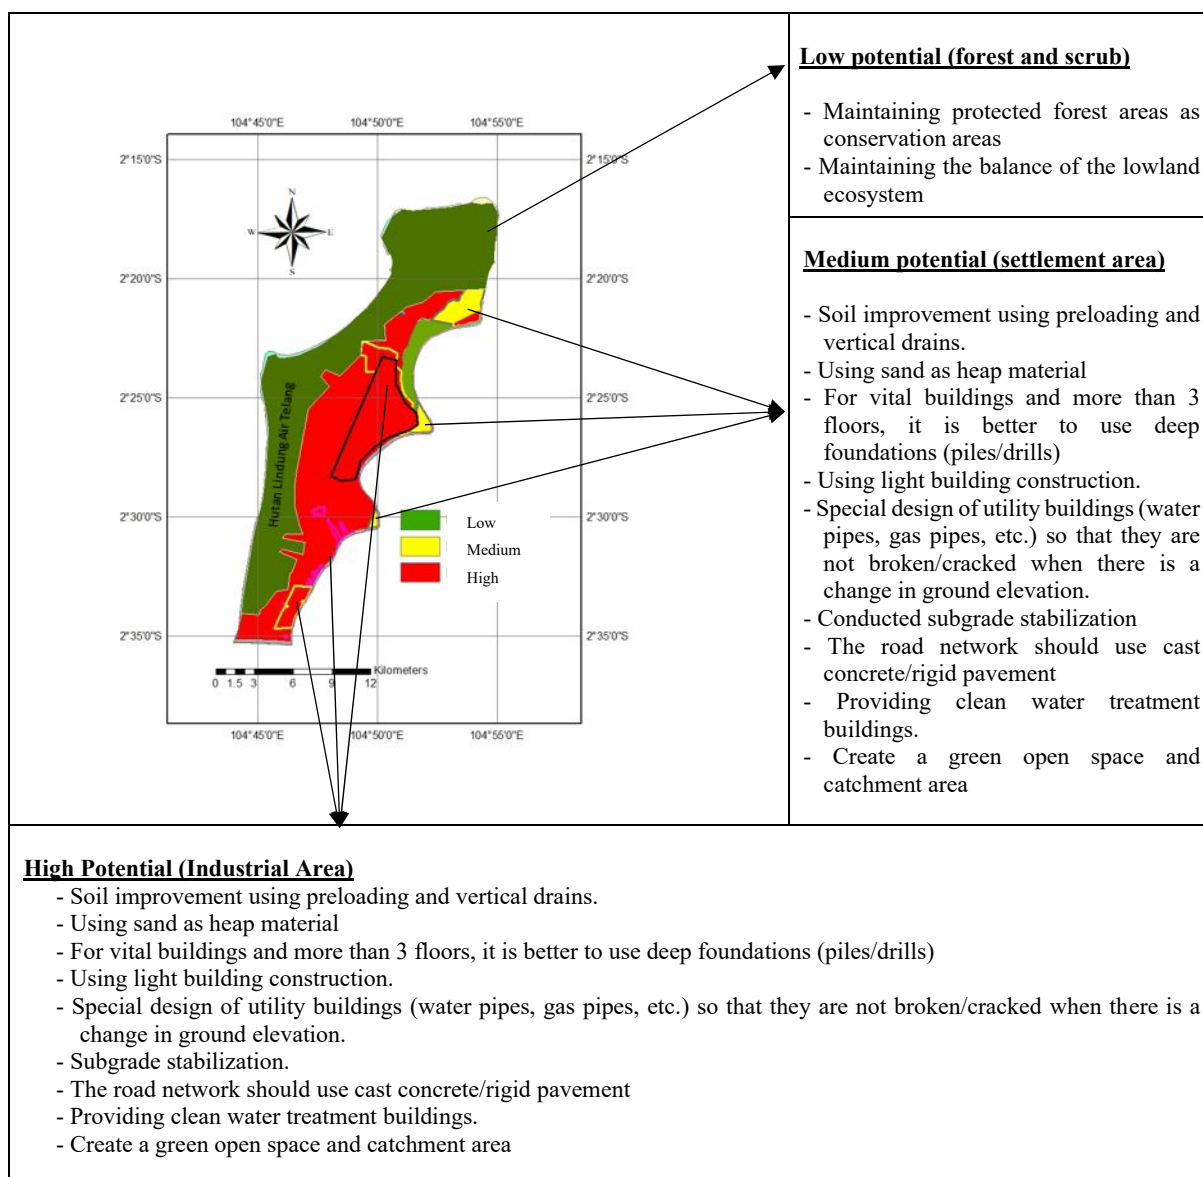 104°45'0"E 104°50'0"E 104°55'0"E
2°15'0"S 2°15'0"S
N
W E
S
2°20'0"S 2°20'0"S
2°25'0"S 2°25'0"S
Hutan Lindung Air Telang
2°30'0"S 2°30'0"S
Low
Medium
High
2°35'0"S 2°35'0"S
Kilometers
0 1.5 3 6 9 12
104°45'0"E 104°50'0"E 104°55'0"E
Low potential (forest and scrub)
- Maintaining protected forest areas as
conservation areas
- Maintaining the balance of the lowland
ecosystem
Medium potential (settlement area)
- Soil improvement using preloading and
vertical drains.
- Using sand as heap material
- For vital buildings and more than 3
floors, it is better to use deep
foundations (piles/drills)
- Using light building construction.
- Special design of utility buildings (water
pipes, gas pipes, etc.) so that they are
not broken/cracked when there is a
change in ground elevation.
- Conducted subgrade stabilization
- The road network should use cast
concrete/rigid pavement
- Providing clean water treatment
buildings.
- Create a green open space and
catchment area
High Potential (Industrial Area)
- Soil improvement using preloading and vertical drains.
- Using sand as heap material
- For vital buildings and more than 3 floors, it is better to use deep foundations (piles/drills)
- Using light building construction.
- Special design of utility buildings (water pipes, gas pipes, etc.) so that they are not broken/cracked when there is a
change in ground elevation.
- Subgrade stabilization.
- The road network should use cast concrete/rigid pavement
- Providing clean water treatment buildings.
- Create a green open space and catchment area